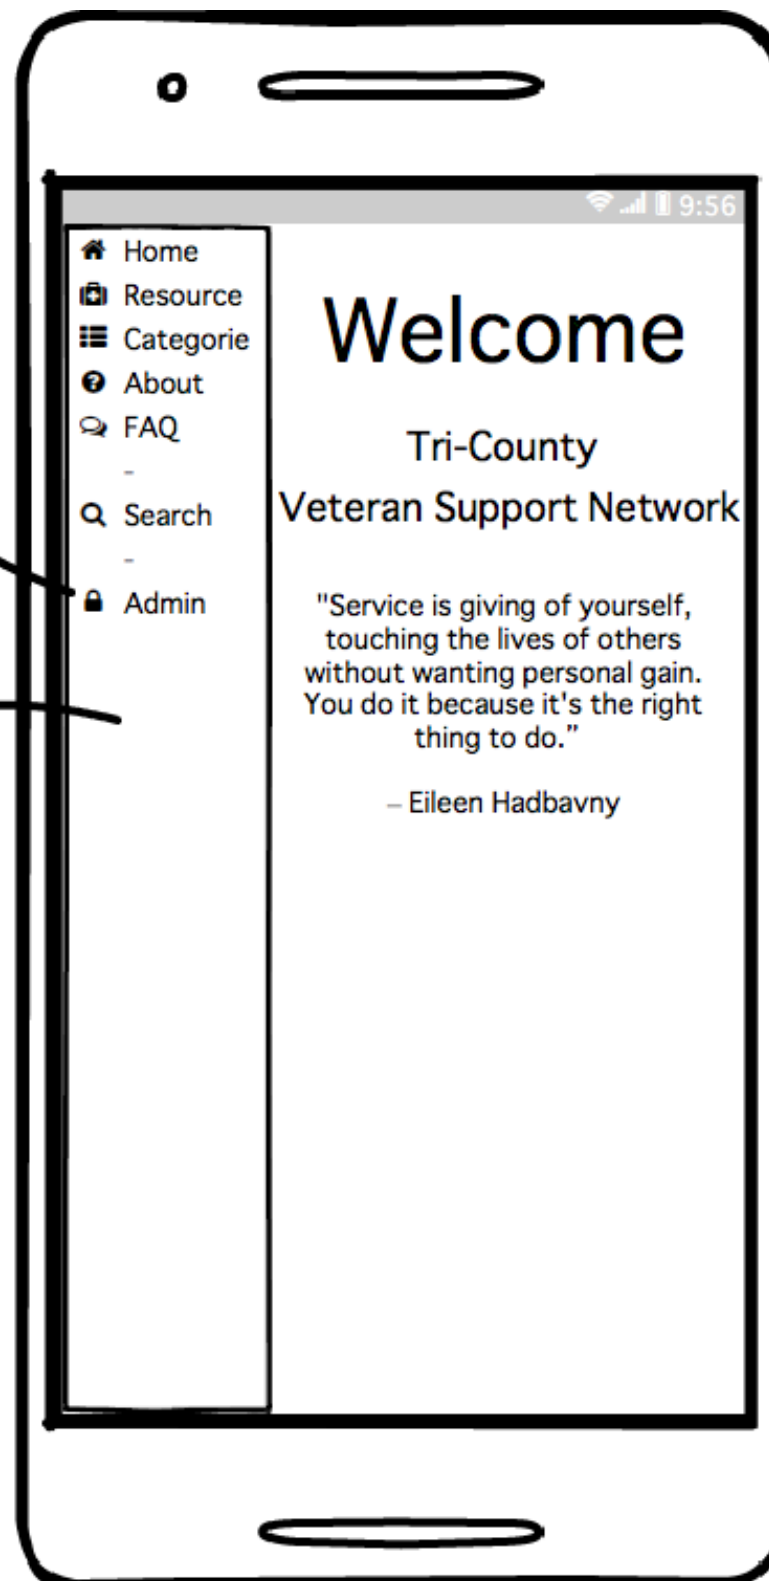 9:56
Home
Resource
Categorie
About
FAQ
-
Search
-
Admin
Welcome
Tri-County
Veteran Support Network
"Service is giving of yourself,
touching the lives of others
without wanting personal gain.
You do it because it's the right
thing to do.”
– Eileen Hadbavny